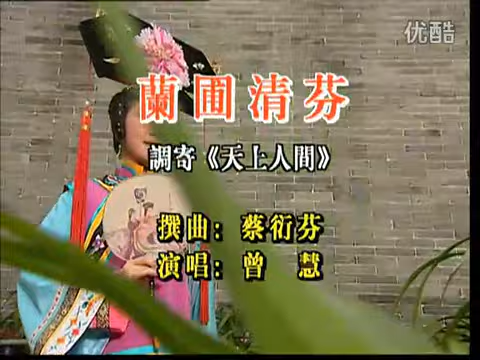 优酷
蘭圃清芬
調寄《天上人間》
撰曲：蔡衍芬
演唱：曾慧